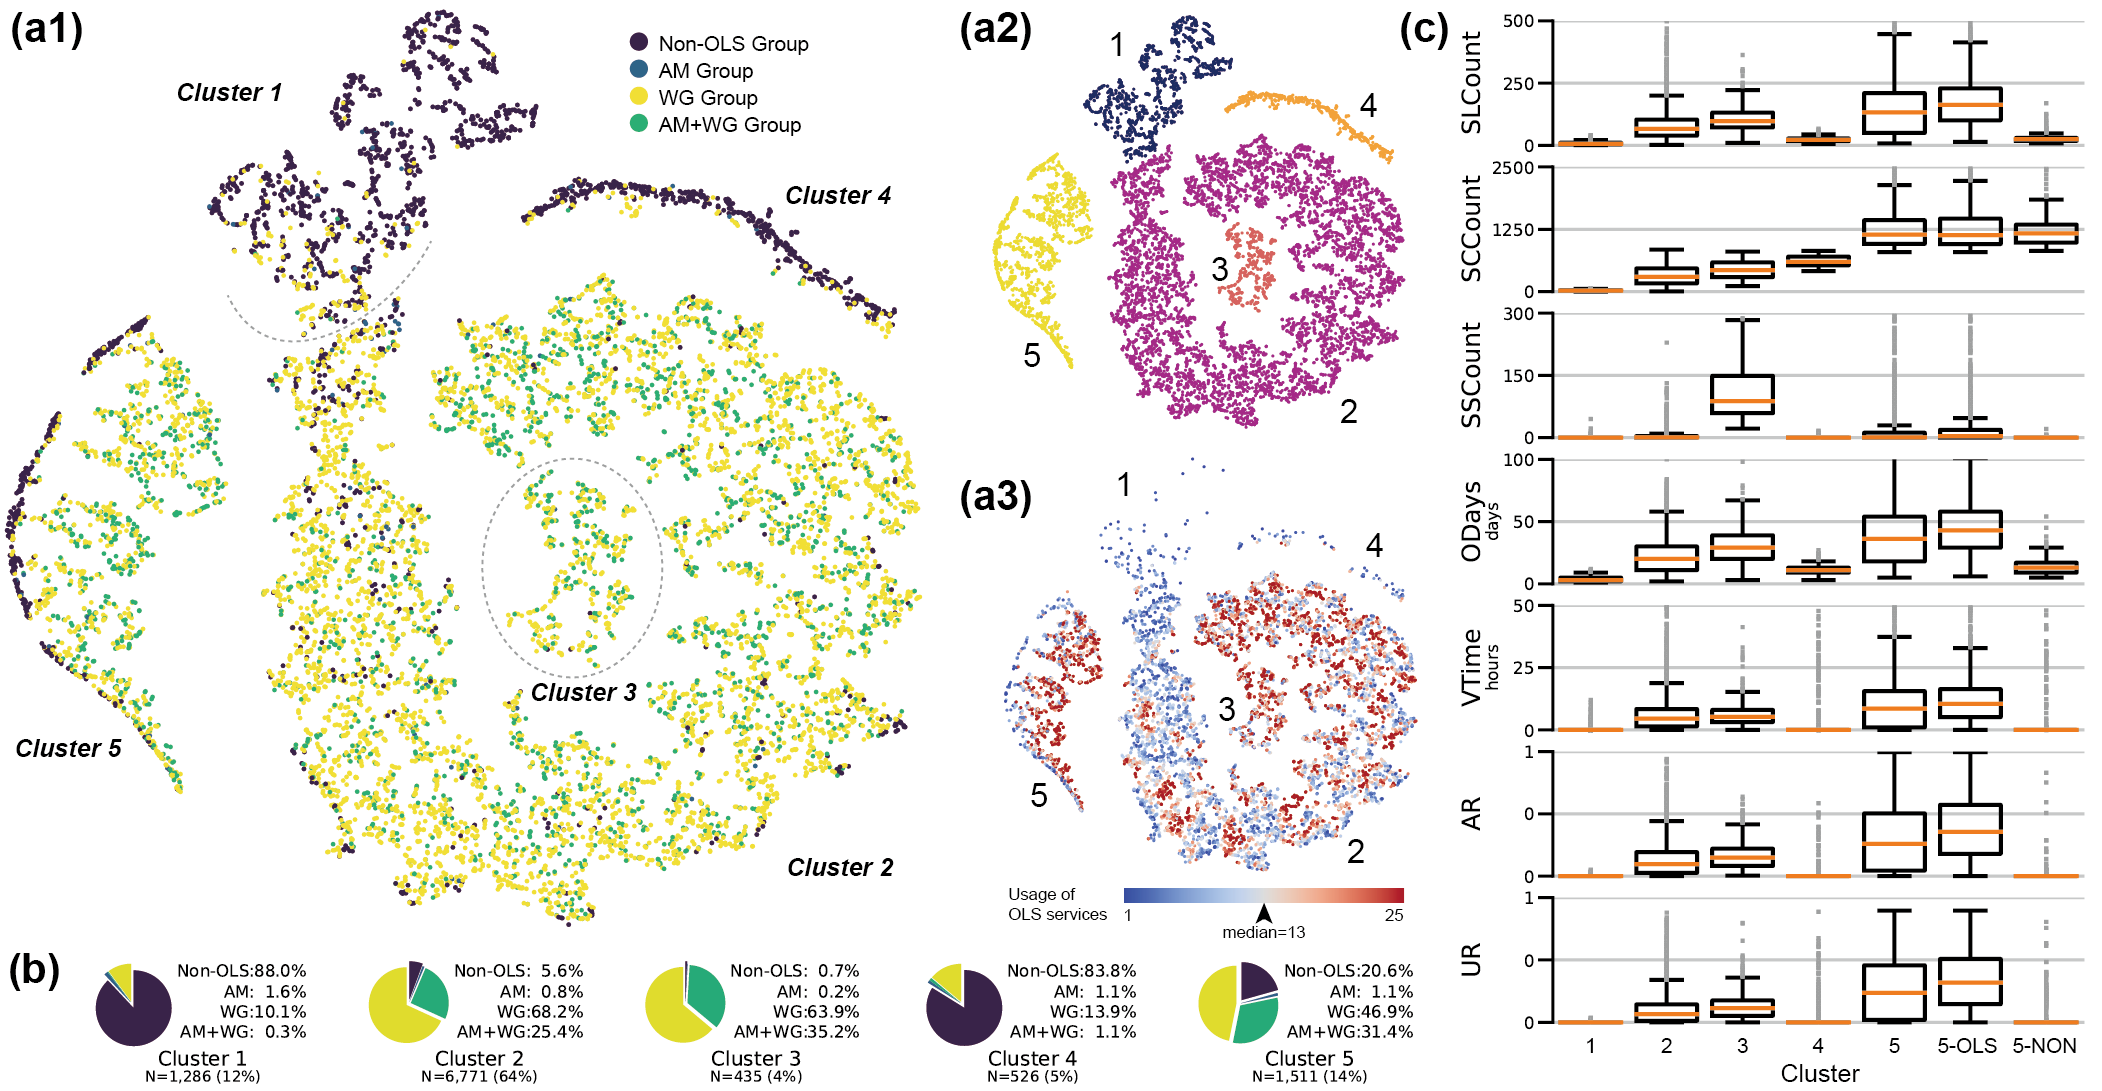 (a1)
Cluster 1
Non-OLS Group
AM Group
WG Group
AM+WG Group
Cluster 4
Cluster 3
Cluster 5
Cluster 2
(a2)
1
4
3
5
2
(a3)
1
4
3
5
2
Usage of
OLS services
1
25
median=13
(b)
Non-OLS:88.0%
AM: 1.6%
WG:10.1%
AM+WG: 0.3%
Cluster 1
N=1,286 (12%)
Non-OLS: 5.6%
AM: 0.8%
WG:68.2%
AM+WG:25.4%
Cluster 2
N=6,771 (64%)
Non-OLS: 0.7%
AM: 0.2%
WG:63.9%
AM+WG:35.2%
Cluster 3
N=435 (4%)
Non-OLS:83.8%
AM: 1.1%
WG:13.9%
AM+WG: 1.1%
Cluster 4
N=526 (5%)
Non-OLS:20.6%
AM: 1.1%
WG:46.9%
AM+WG:31.4%
Cluster 5
N=1,511 (14%)
(c)
SLCount
500
250
0
SCCount
2500
1250
0
SSCount
300
150
0
ODays
days
100
50
0
VTime
hours
50
25
0
AR
1
0
0
UR
1
0
0
1 2 3 4 5 5-OLS 5-NON
Cluster